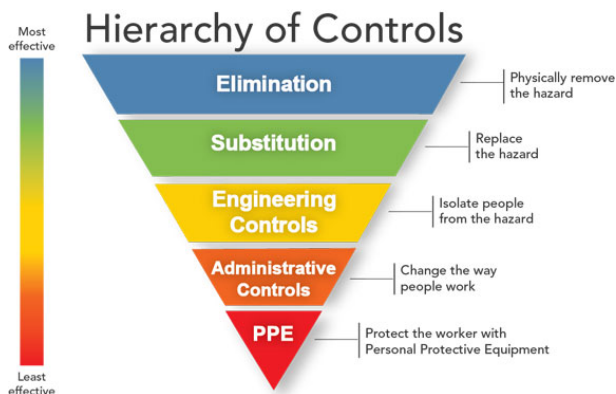 Hierarchy of Controls
Most
effective
Elimination
Physically remove
the hazard
Substitution
Replace
the hazard
Engineering
Controls
Isolate people
from the hazard
Administrative
Controls
Change the way
people work
PPE
Protect the worker with
Personal Protective Equipment
Least
effective